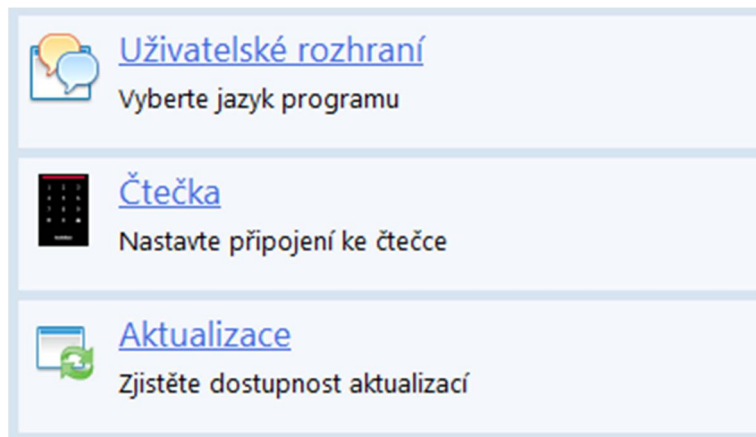 Uživatelské rozhraní
Vyberte jazyk programu
Čtečka
Nastavte připojení ke čtečce
Aktualizace
Zjistěte dostupnost aktualizací